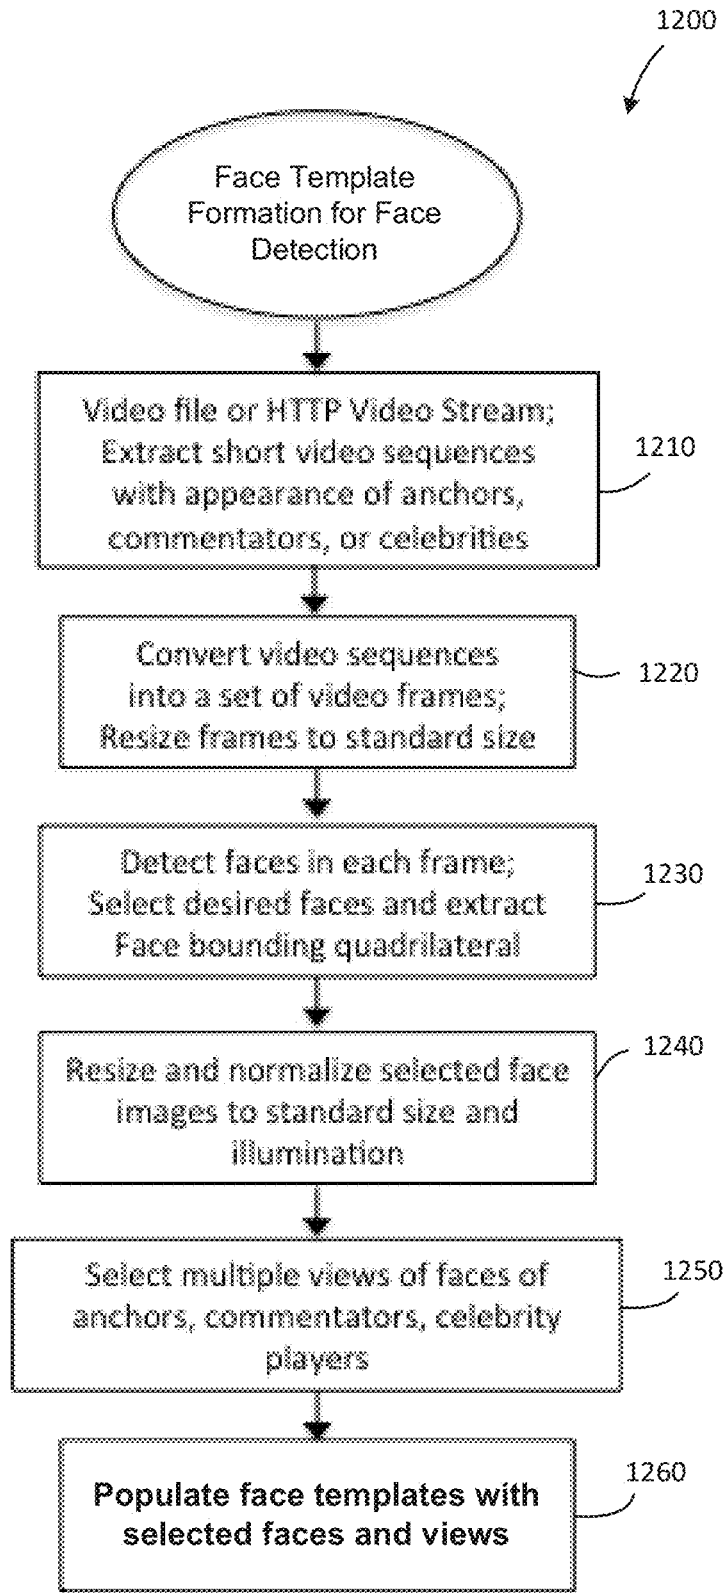 1200
Face Template
Formation for Face
Detection
Video file or HTTP Video Stream;
Extract short video sequences
with appearance of anchors,
commentators, or celebrities
1210
Convert video sequences
into a set of video frames;
Resize frames to standard size
1220
Detect faces in each frame;
Select desired faces and extract
Face bounding quadrilateral
1230
Resize and normalize selected face
images to standard size and
illumination
1240
Select multiple views of faces of
anchors, commentators, celebrity
players
1250
Populate face templates with
selected faces and views
1260